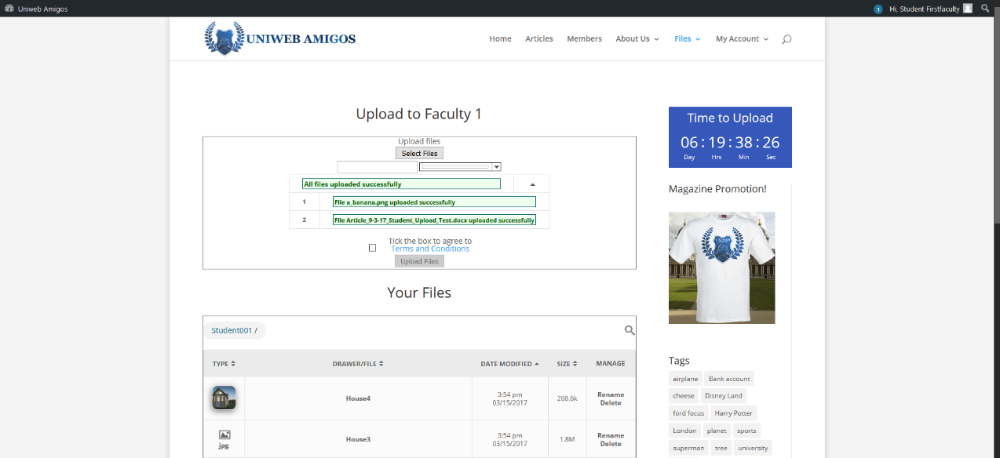 Uniweb Amigos
1 Hi, Student Firstfaculty
UNIWEB AMIGOS
Home Articles Members About Us Files My Account
Upload to Faculty 1
Upload files
Select Files
All files uploaded successfully
1 File a_banana.png uploaded successfully
2 File Article_9-3-17_Student_Upload_Test.docx uploaded successfully
Tick the box to agree to
Terms and Conditions
Upload Files
Your Files
Student001 /
TYPE DRAWER/FILE DATE MODIFIED SIZE MANAGE
House4 3:54 pm 03/15/2017 208.6k Rename Delete
jpg House3 3:54 pm 03/15/2017 1.8M Rename Delete
Time to Upload
06 : 19 : 38 : 26
Day Hrs Min Sec
Magazine Promotion!
UNIWEB
Tags
airplane Bank account
cheese Disney Land
ford focus Harry Potter
London planet sports
superman tree university